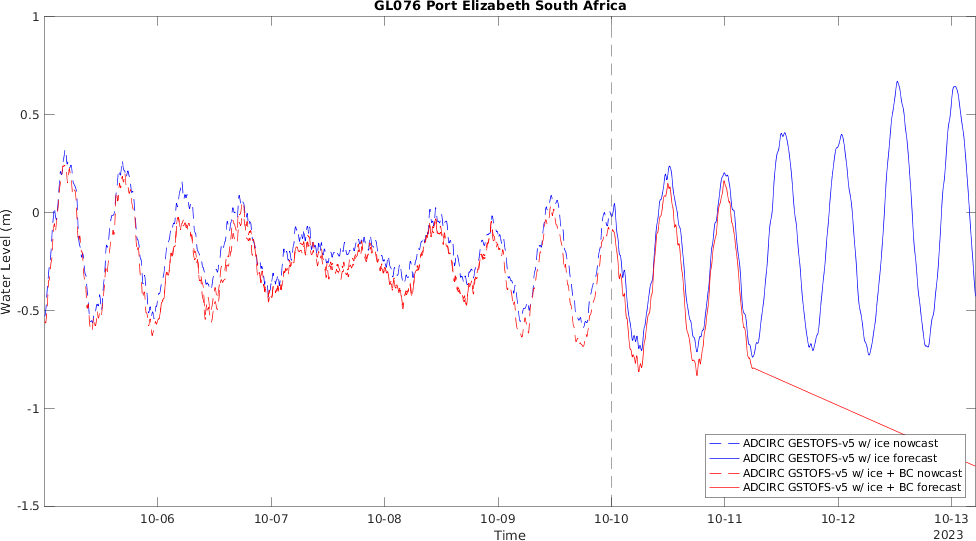 GL076 Port Elizabeth South Africa
1
0.5
0
-0.5
-1
-1.5
Water Level (m)
10-06
10-07
10-08
10-09
10-10
10-11
10-12
10-13
2023
Time
ADCIRC GESTOFS-v5 w/ ice nowcast
ADCIRC GESTOFS-v5 w/ ice forecast
ADCIRC GSTOFS-v5 w/ ice + BC nowcast
ADCIRC GSTOFS-v5 w/ ice + BC forecast